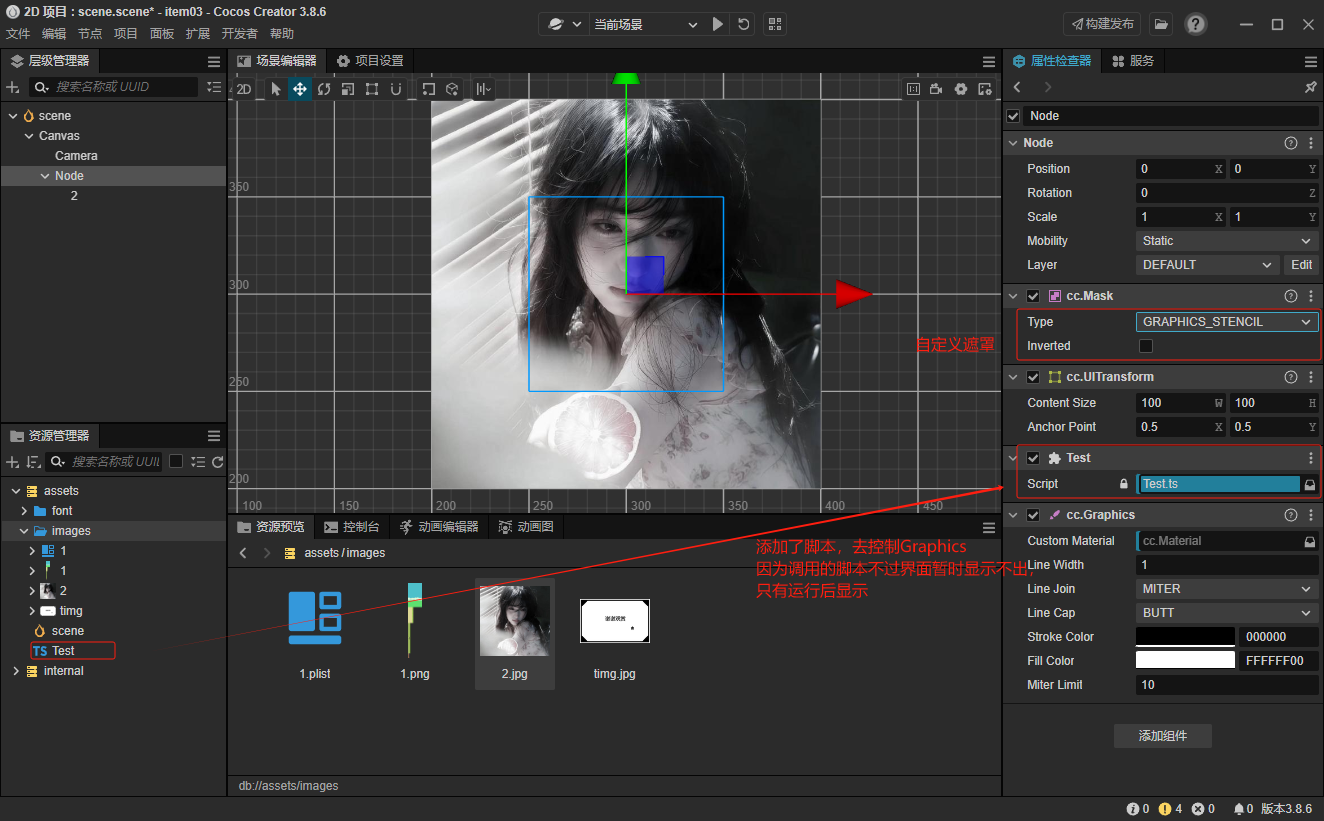 2D 项目 : scene.scene* - item03 - Cocos Creator 3.8.6
文件 编辑 节点 项目 面板 扩展 开发者 帮助
当前场景
构建发布
层级管理器
搜索名称或 UUID
scene
Canvas
Camera
Node
2
资源管理器
搜索名称或 UUI
assets
font
images
1
1
2
timg
scene
Test
internal
场景编辑器 项目设置
2D
350
300
250
200
100 150 200 250 300 350 400 450
自定义遮罩
资源预览 控制台 动画编辑器 动画图
assets / images
添加了脚本，去控制Graphics
因为调用的脚本不过界面暂时显示不出，
只有运行后显示
1.plist 1.png 2.jpg timg.jpg
db://assets/images
属性检查器 服务
Node
Node
Position 0 X 0 Y
Rotation 0 Z
Scale 1 X 1 Y
Mobility Static
Layer DEFAULT Edit
cc.Mask
Type GRAPHICS_STENCIL
Inverted
cc.UITransform
Content Size 100 W 100 H
Anchor Point 0.5 X 0.5 Y
Test
Script Test.ts
cc.Graphics
Custom Material cc.Material
Line Width 1
Line Join MITER
Line Cap BUTT
Stroke Color 000000
Fill Color FFFFFF00
Miter Limit 10
添加组件
0 4 0 0 版本3.8.6